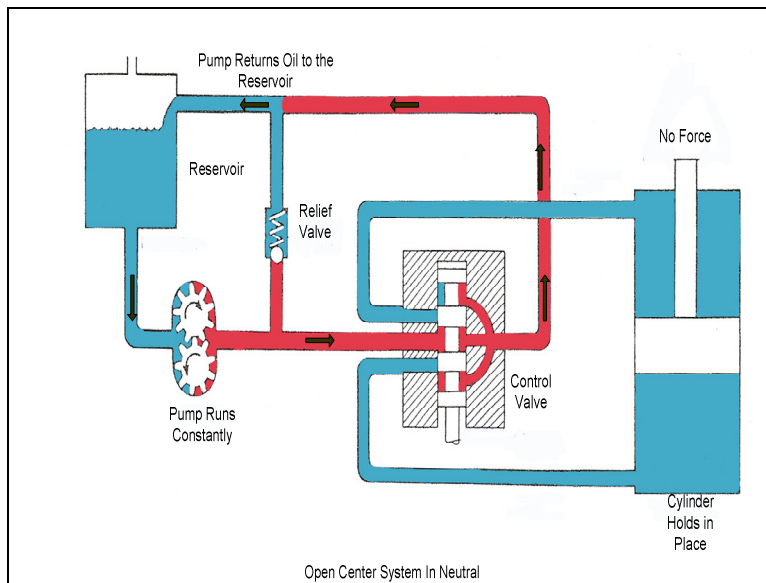 Pump Returns Oil to the
Reservoir
No Force
Reservoir
Relief
Valve
Control
Valve
Pump Runs
Constantly
Cylinder
Holds in
Place
Open Center System In Neutral